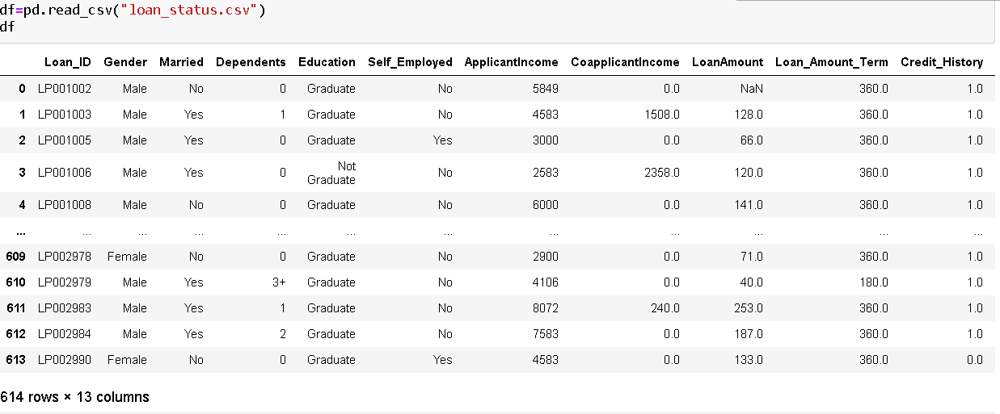 df=pd.read_csv("loan_status.csv")
df
Loan_ID Gender Married Dependents Education Self_Employed ApplicantIncome CoapplicantIncome LoanAmount Loan_Amount_Term Credit_History
0 LP001002 Male No 0 Graduate No 5849 0.0 NaN 360.0 1.0
1 LP001003 Male Yes 1 Graduate No 4583 1508.0 128.0 360.0 1.0
2 LP001005 Male Yes 0 Graduate Yes 3000 0.0 66.0 360.0 1.0
3 LP001006 Male Yes 0 Not Graduate No 2583 2358.0 120.0 360.0 1.0
4 LP001008 Male No 0 Graduate No 6000 0.0 141.0 360.0 1.0
... ... ... ... ... ... ... ... ... ... ... ...
609 LP002978 Female No 0 Graduate No 2900 0.0 71.0 360.0 1.0
610 LP002979 Male Yes 3+ Graduate No 4106 0.0 40.0 180.0 1.0
611 LP002983 Male Yes 1 Graduate No 8072 240.0 253.0 360.0 1.0
612 LP002984 Male Yes 2 Graduate No 7583 0.0 187.0 360.0 1.0
613 LP002990 Female No 0 Graduate Yes 4583 0.0 133.0 360.0 0.0
614 rows × 13 columns